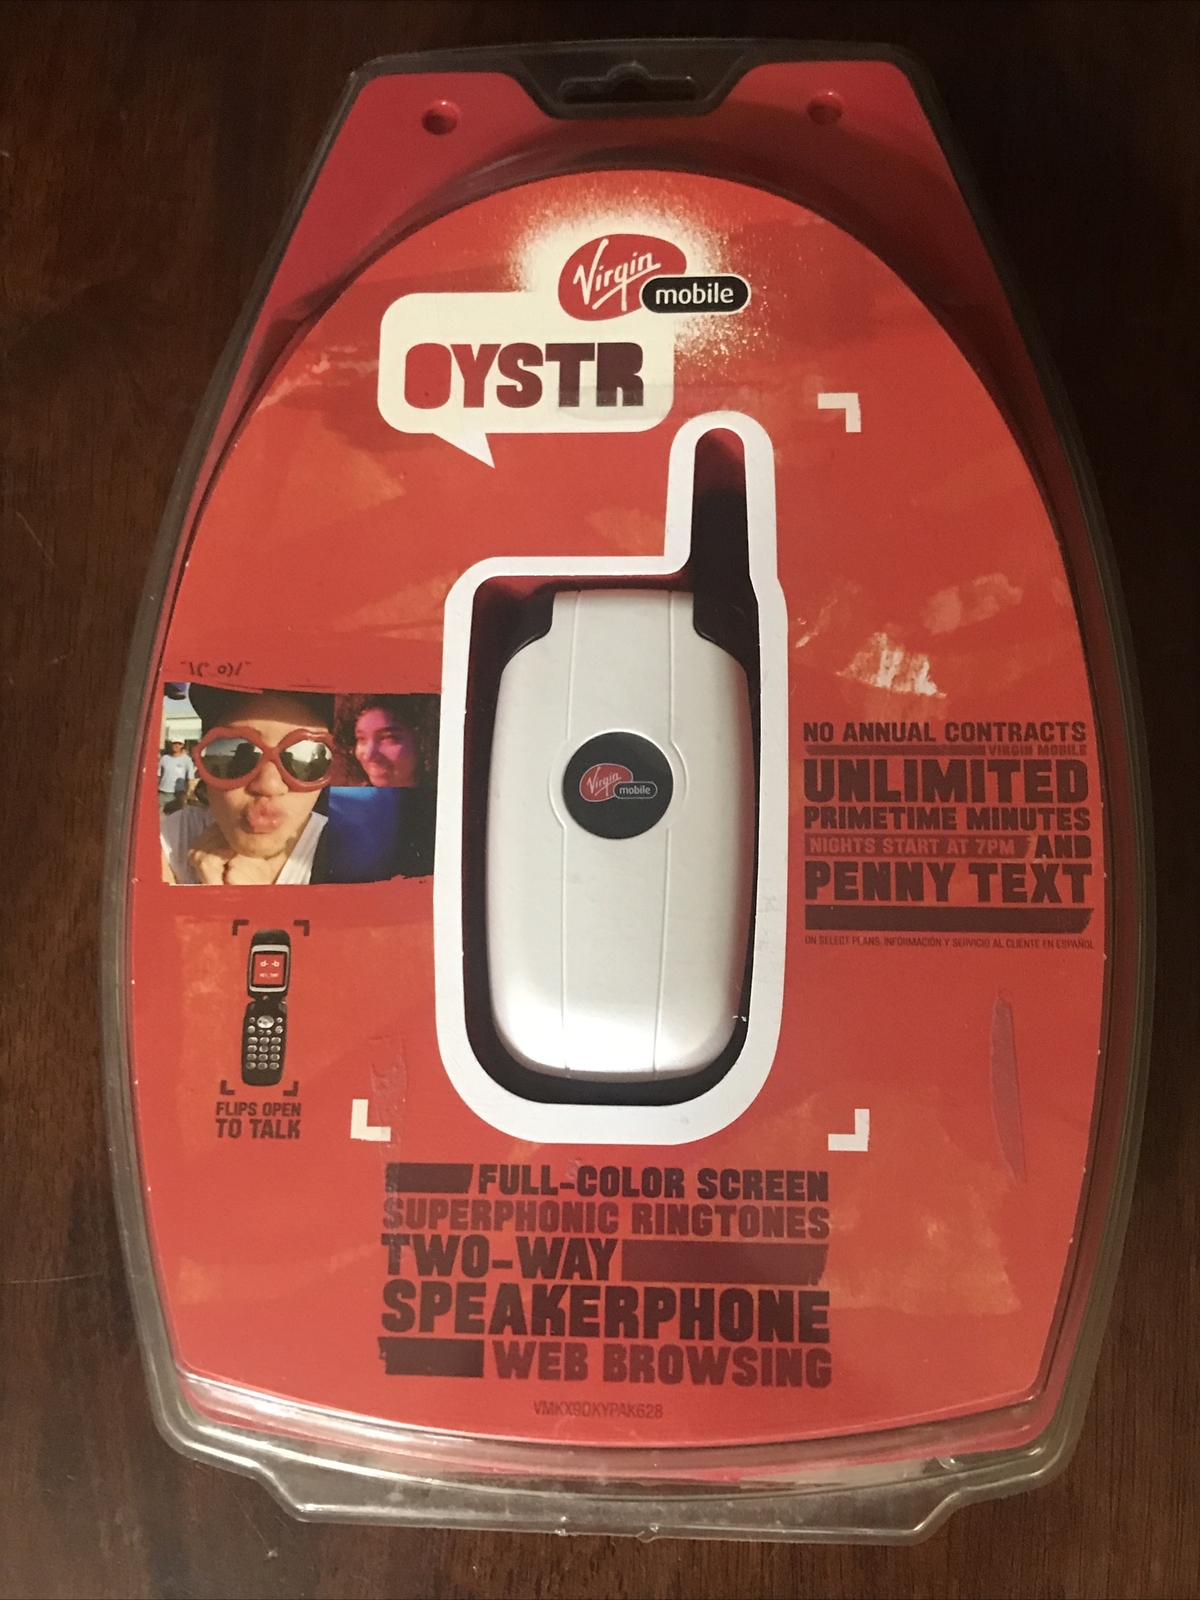 Virgin
mobile
OYSTR
Virgin
mobile
NO ANNUAL CONTRACTS
VIRGIN MOBILE
UNLIMITED
PRIMETIME MINUTES
NIGHTS START AT 7PM AND
PENNY TEXT
ON SELECT PLANS. INFORMACIÓN Y SERVICIO AL CLIENTE EN ESPAÑOL
FLIPS OPEN
TO TALK
FULL-COLOR SCREEN
SUPERPHONIC RINGTONES
TWO-WAY
SPEAKERPHONE
WEB BROWSING
VMKX9DKYPAK628